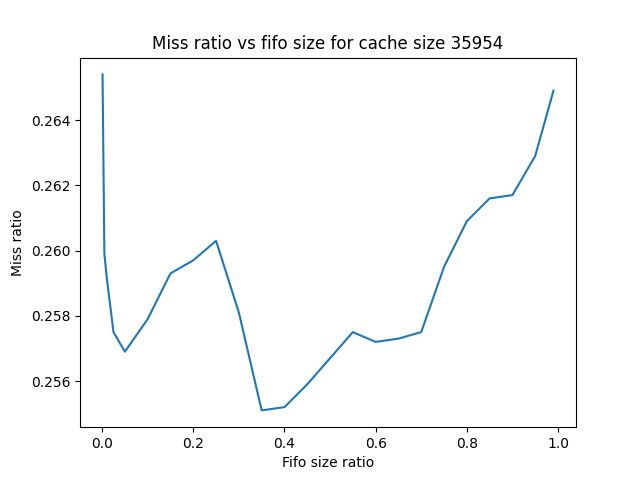 Miss ratio vs fifo size for cache size 35954
0.264
0.262
0.260
0.258
0.256
Miss ratio
0.0 0.2 0.4 0.6 0.8 1.0
Fifo size ratio